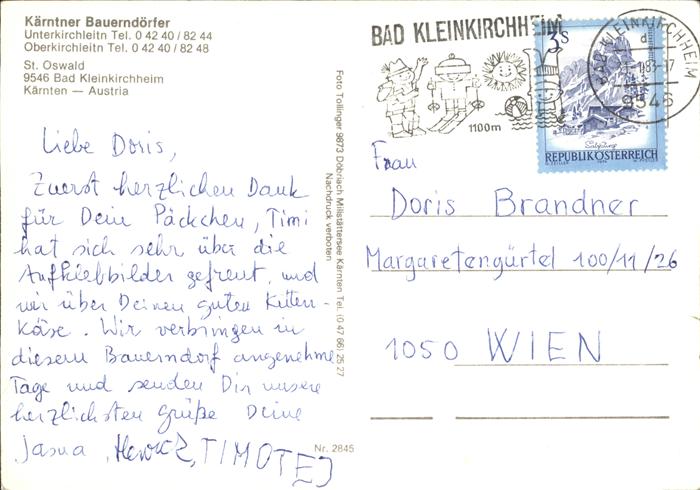 Kärntner Bauerndörfer
Unterkirchleitn Tel. 0 42 40 / 82 44
Oberkirchleitn Tel. 0 42 40 / 82 48
St. Oswald
9546 Bad Kleinkirchheim
Kärnten — Austria
Liebe Doris,
Zuerst herzlichen Dank
für Dein Päckchen, Timi
hat sich sehr über die
Aufklebbilder gefreut, und
wir über Deinen guten
käse. Wir verbringen in
diesem Bauerndorf angenehme
Tage und senden Dir unsere
herzlichsten Grüße Deine
Jasna, TIMOTEJ
Foto Tollinger 9873 Döbriach Millstättersee Kärnten Tel. (0 47 66) 25 27
Nachdruck verboten
Nr. 2845
BAD KLEINKIRCHHEIM
1100m
3S
BAD KLEINKIRCHHEIM
d
9546
REPUBLIK ÖSTERREICH
Frau
Doris Brandner
Margaretengürtel 100/11/26
1050 WIEN